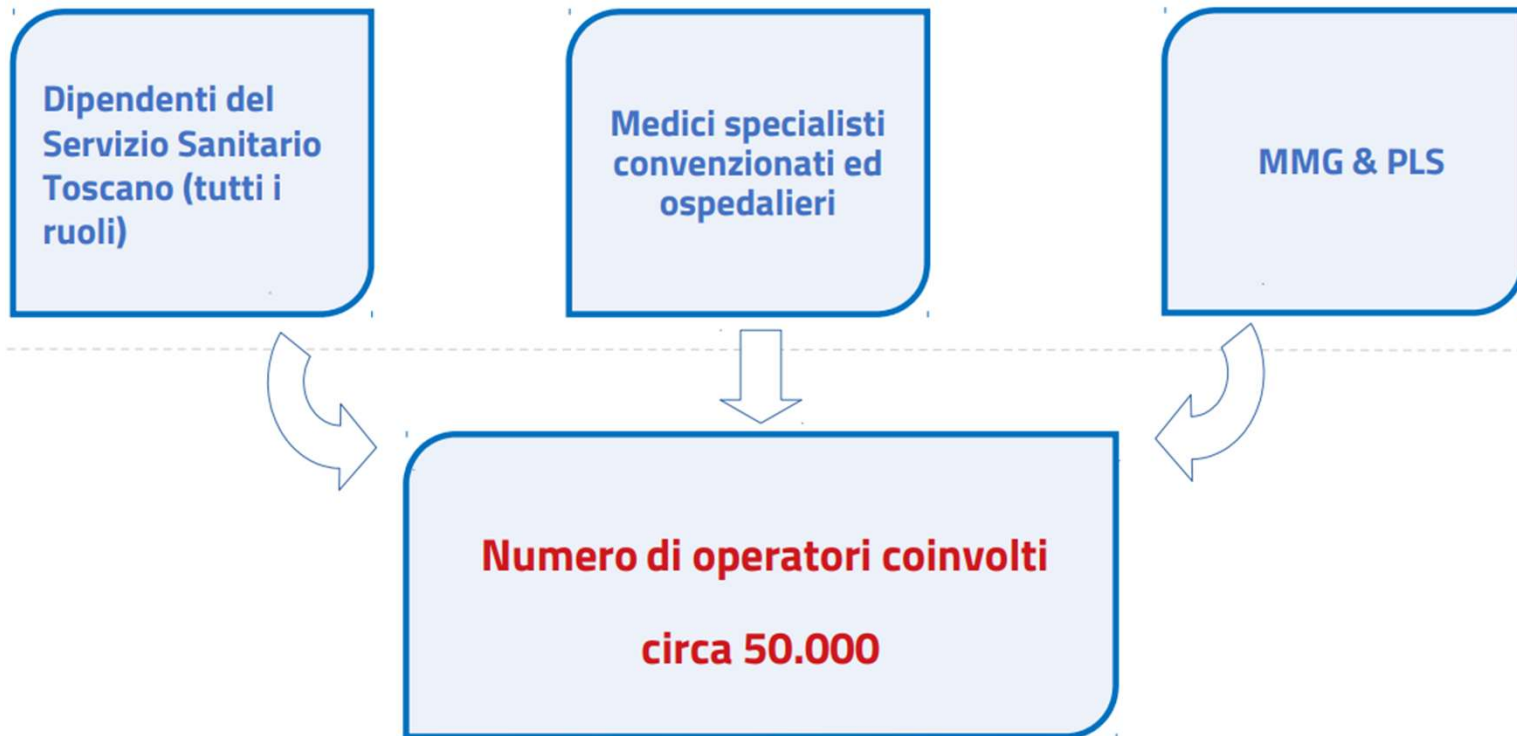 Dipendenti del
Servizio Sanitario
Toscano (tutti i
ruoli)
Medici specialisti
convenzionati ed
ospedalieri
MMG & PLS
Numero di operatori coinvolti
circa 50.000